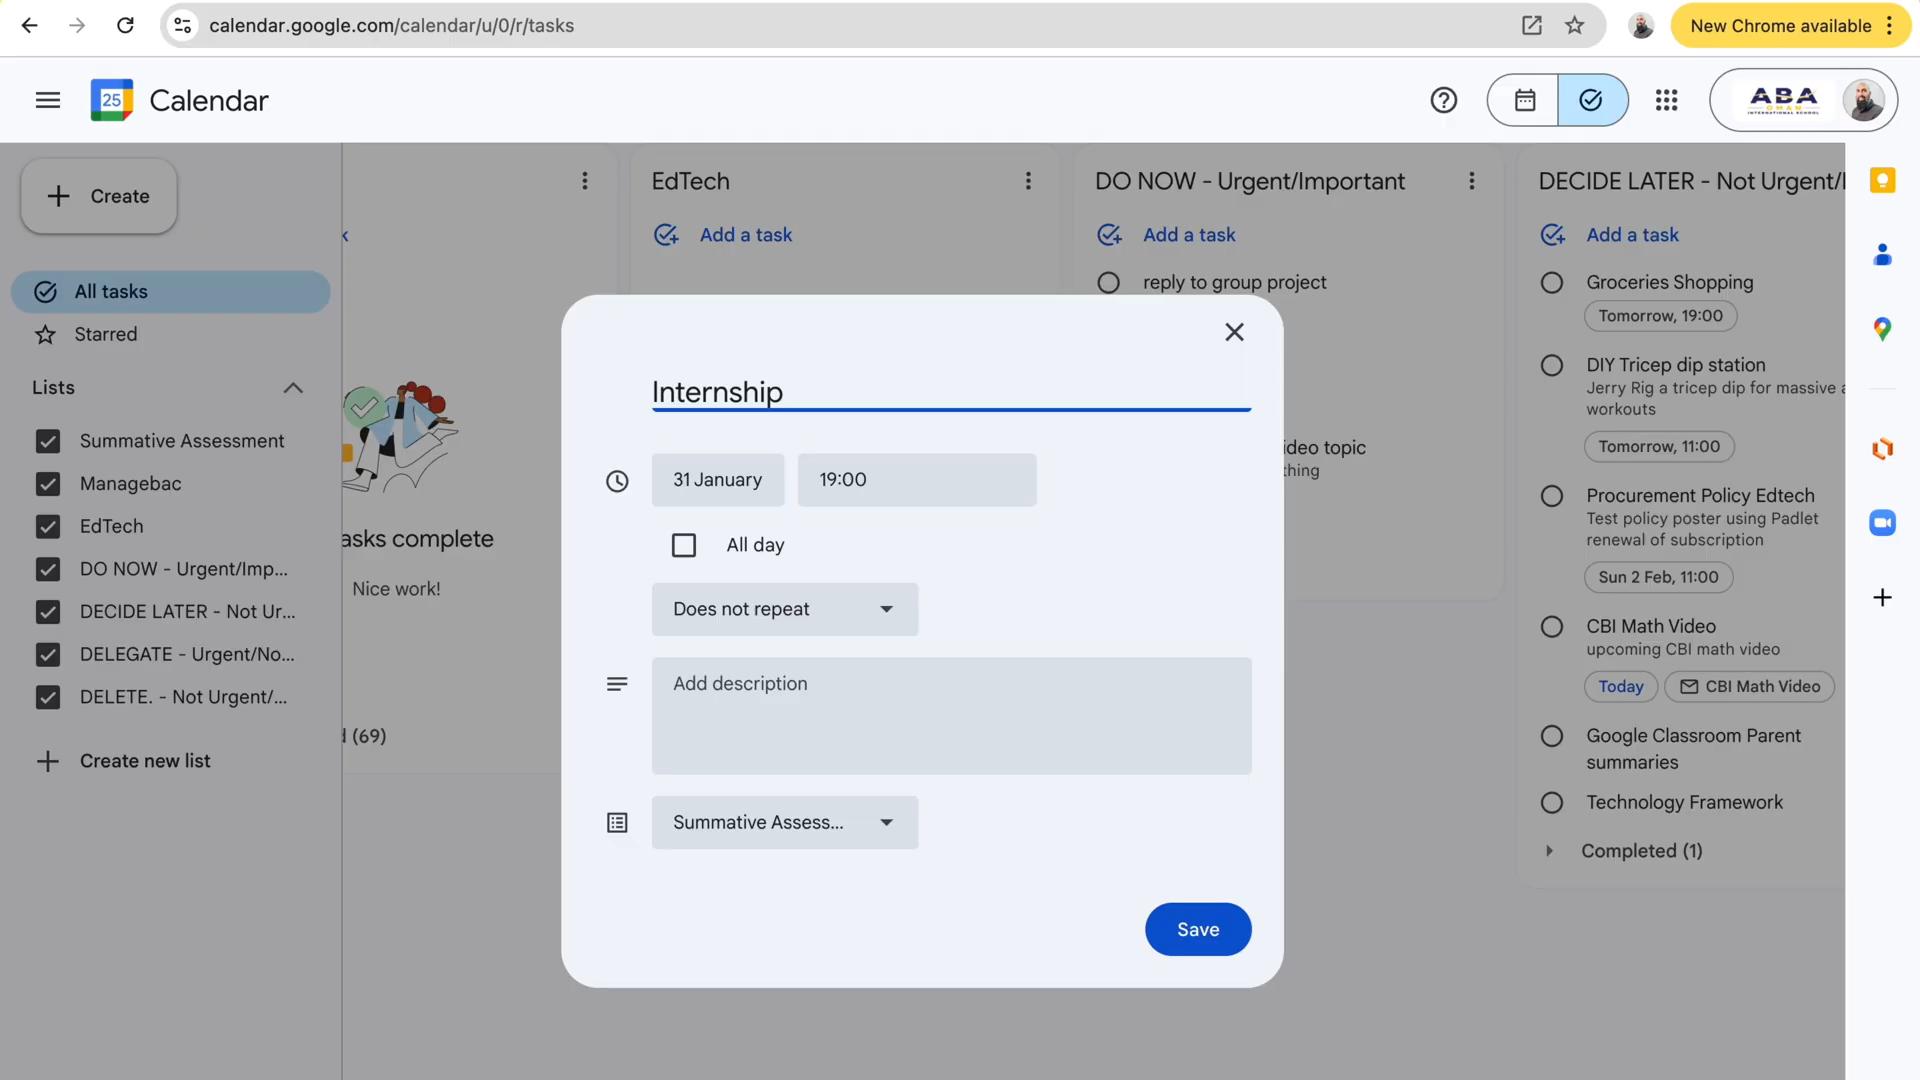 calendar.google.com/calendar/u/0/r/tasks
New Chrome available
25
Calendar
ABA
OMAN
INTERNATIONAL SCHOOL
Create
All tasks
Starred
Lists
Summative Assessment
Managebac
EdTech
DO NOW - Urgent/Imp...
DECIDE LATER - Not Ur...
DELEGATE - Urgent/No...
DELETE. - Not Urgent/...
Create new list
k
asks complete
Nice work!
d (69)
EdTech
Add a task
DO NOW - Urgent/Important
Add a task
reply to group project
ideo topic
thing
DECIDE LATER - Not Urgent/I
Add a task
Groceries Shopping
Tomorrow, 19:00
DIY Tricep dip station
Jerry Rig a tricep dip for massive a
workouts
Tomorrow, 11:00
Procurement Policy Edtech
Test policy poster using Padlet
renewal of subscription
Sun 2 Feb, 11:00
CBI Math Video
upcoming CBI math video
Today
CBI Math Video
Google Classroom Parent
summaries
Technology Framework
Completed (1)
Internship
31 January
19:00
All day
Does not repeat
Add description
Summative Assess...
Save